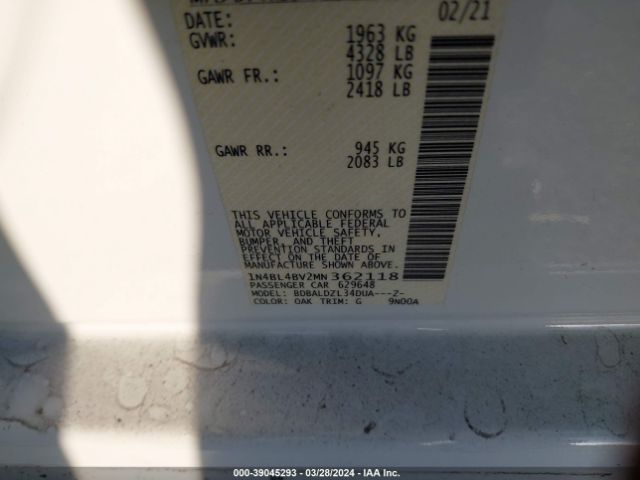 DATE: 02/21
GVWR: 1963 KG
4328 LB
GAWR FR.: 1097 KG
2418 LB
GAWR RR.: 945 KG
2083 LB
THIS VEHICLE CONFORMS TO
ALL APPLICABLE FEDERAL
MOTOR VEHICLE SAFETY,
BUMPER, AND THEFT
PREVENTION STANDARDS IN
EFFECT ON THE DATE OF
MANUFACTURE SHOWN ABOVE.
1N4BL4BV2MN362118
PASSENGER CAR 629648
MODEL: BDBALDZL34DUA---2-
COLOR: QAK TRIM: G 9N00A
000-39045293 - 03/28/2024 - IAA Inc.